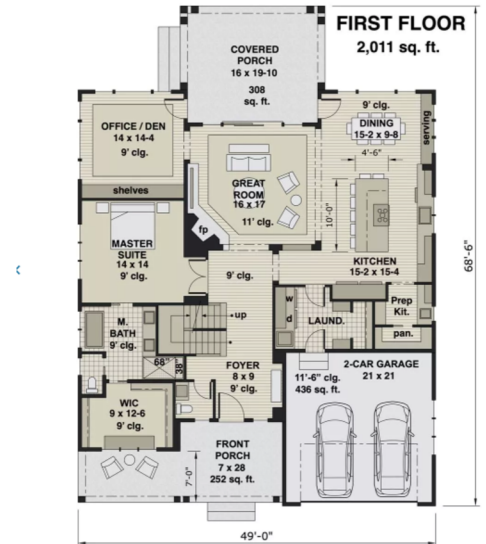 FIRST FLOOR
2,011 sq. ft.
COVERED
PORCH
16 x 19-10
308
sq. ft.
9' clg.
DINING
15-2 x 9-8
serving
OFFICE / DEN
14 x 14-4
9' clg.
4'-6"
shelves
GREAT
ROOM
16 x 17
11' clg.
10'-0"
fp
MASTER
SUITE
14 x 14
9' clg.
KITCHEN
15-2 x 15-4
9' clg.
68'-6"
w
d
LAUND.
Prep
Kit.
pan.
up
M.
BATH
9' clg.
68"
38"
FOYER
8 x 9
9' clg.
2-CAR GARAGE
21 x 21
11'-6" clg.
436 sq. ft.
WIC
9 x 12-6
9' clg.
FRONT
PORCH
7 x 28
252 sq. ft.
7'-0"
49'-0"